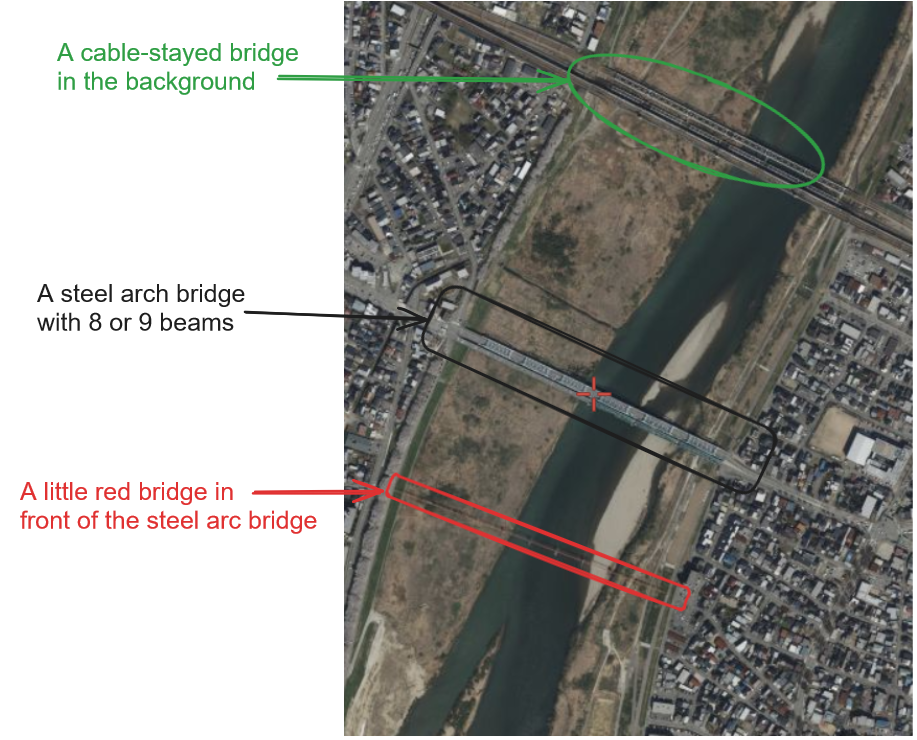 A cable-stayed bridge
in the background
A steel arch bridge
with 8 or 9 beams
A little red bridge in
front of the steel arc bridge